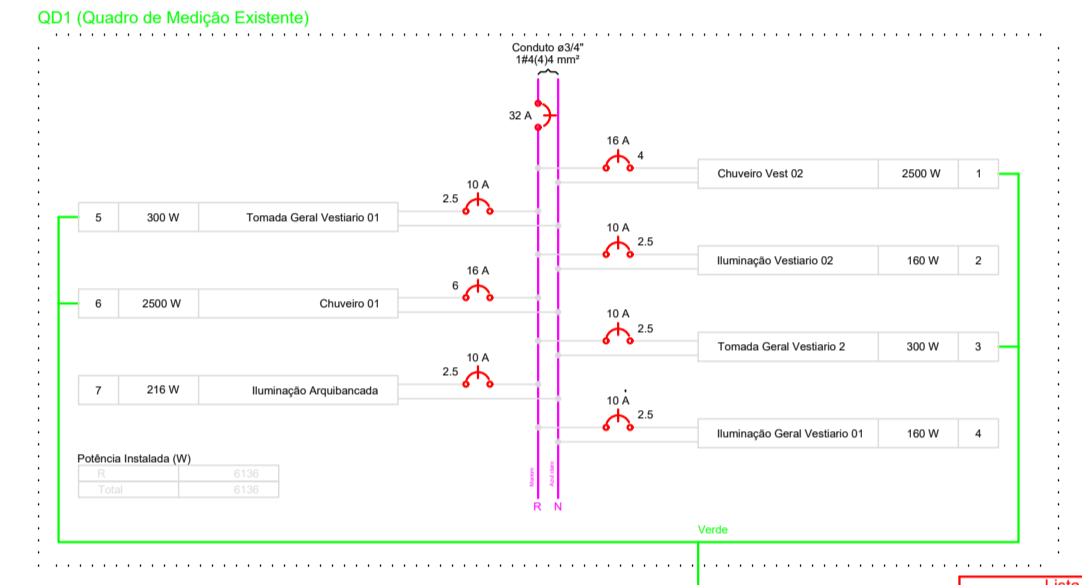 QD1 (Quadro de Medição Existente)
Conduto ø3/4"
1#4(4)4 mm²
32 A
16 A
4
Chuveiro Vest 02 2500 W 1
10 A
2.5
5 300 W Tomada Geral Vestiario 01
10 A
2.5
Iluminação Vestiario 02 160 W 2
16 A
6
6 2500 W Chuveiro 01
10 A
2.5
Tomada Geral Vestiario 2 300 W 3
10 A
2.5
7 216 W Iluminação Arquibancada
10 A
2.5
Iluminação Geral Vestiario 01 160 W 4
Potência Instalada (W)
R 6136
Total 6136
Marrom
Azul claro
R N
Verde